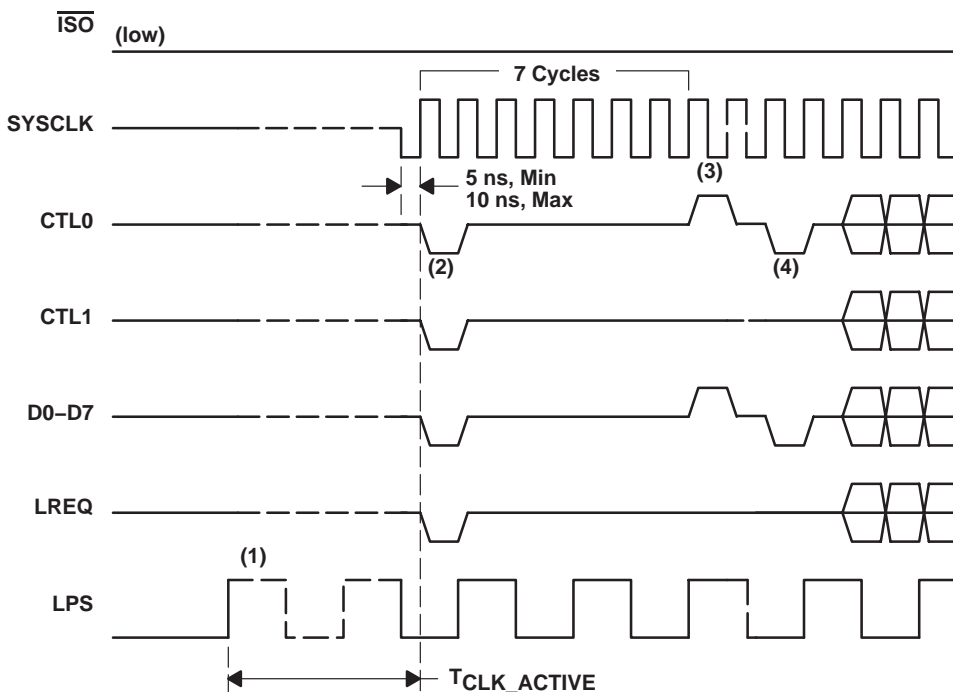 ISO
(low)
7 Cycles
SYSCLK
(3)
5 ns, Min
10 ns, Max
CTL0
(2)
(4)
CTL1
D0–D7
LREQ
(1)
LPS
TCLK_ACTIVE